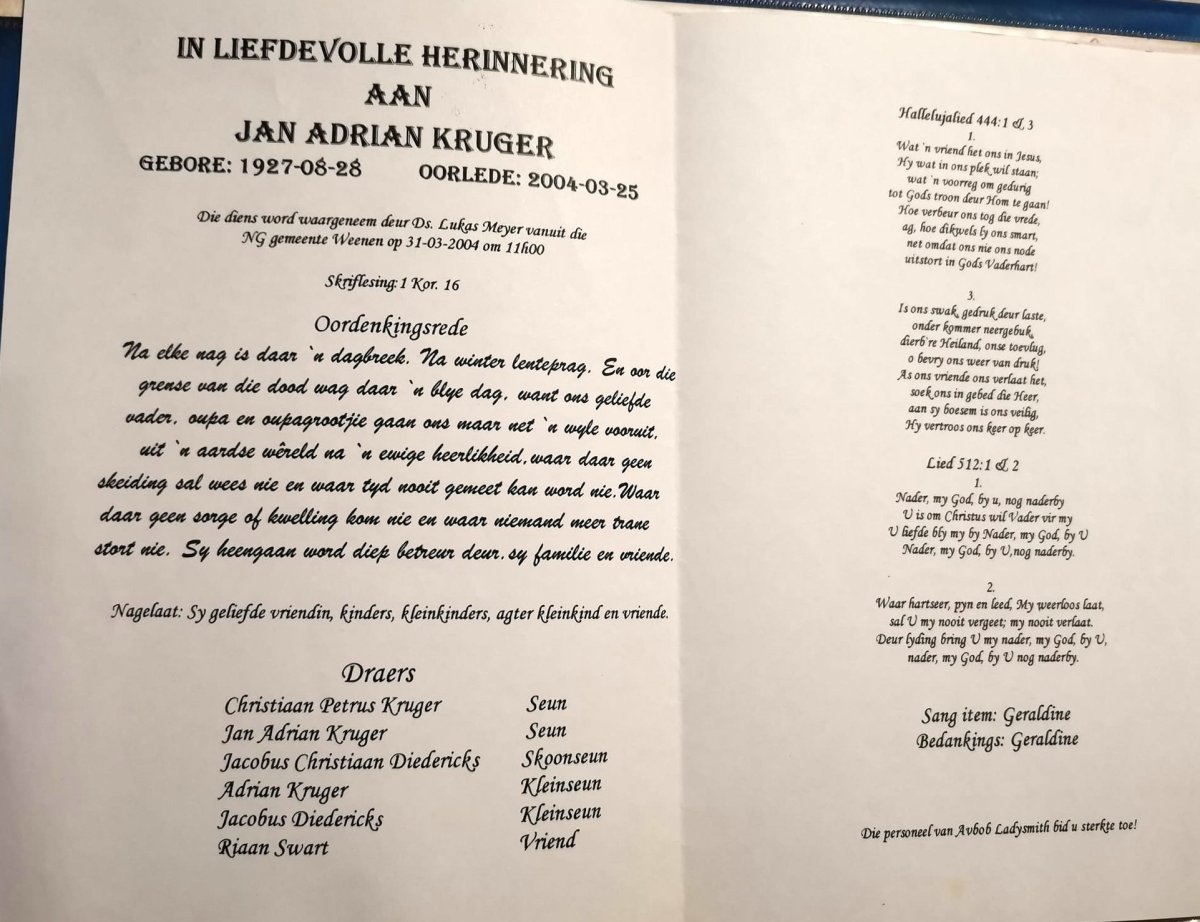 IN LIEFDEVOLLE HERINNERING
AAN
JAN ADRIAN KRUGER
GEBORE: 1927-08-28 OORLEDE: 2004-03-25
Die diens word waargeneem deur Ds. Lukas Meyer vanuit die
NG gemeente Weenen op 31-03-2004 om 11h00
Skriflesing: 1 Kor. 16
Oordenkingsrede
Na elke nag is daar `n dagbreek. Na winter lenteprag. En oor die
grense van die dood wag daar `n blye dag, want ons geliefde
vader, oupa en oupagrootjie gaan ons maar net `n wyle vooruit,
uit `n aardse wêreld na `n ewige heerlikheid,waar daar geen
skeiding sal wees nie en waar tyd nooit gemeet kan word nie.Waar
daar geen sorge of kwelling kom nie en waar niemand meer trane
stort nie. Sy heengaan word diep betreur deur, sy familie en vriende.
Nagelaat: Sy geliefde vriendin, kinders, kleinkinders, agter kleinkind en vriende.
Draers
Christiaan Petrus Kruger Seun
Jan Adrian Kruger Seun
Jacobus Christiaan Diedericks Skoonseun
Adrian Kruger Kleinseun
Jacobus Diedericks Kleinseun
Riaan Swart Vriend
Hallelujalied 444:1 & 3
1.
Wat `n vriend het ons in Jesus,
Hy wat in ons plek wil staan;
wat `n voorreg om gedurig
tot Gods troon deur Hom te gaan!
Hoe verbeur ons tog die vrede,
ag, hoe dikwels ly ons smart,
net omdat ons nie ons node
uitstort in Gods Vaderhart!
3.
Is ons swak, gedruk deur laste,
onder kommer neergebuk,
dierb`re Heiland, onse toevlug,
o bevry ons weer van druk!
As ons vriende ons verlaat het,
soek ons in gebed die Heer,
aan sy boesem is ons veilig,
Hy vertroos ons keer op keer.
Lied 512:1 & 2
1.
Nader, my God, by u, nog naderby
U is om Christus wil Vader vir my
U liefde bly my by Nader, my God, by U
Nader, my God, by U,nog naderby.
2.
Waar hartseer, pyn en leed, My weerloos laat,
sal U my nooit vergeet; my nooit verlaat.
Deur lyding bring U my nader, my God, by U,
nader, my God, by U nog naderby.
Sang item: Geraldine
Bedankings: Geraldine
Die personeel van Avbob Ladysmith bid u sterkte toe!